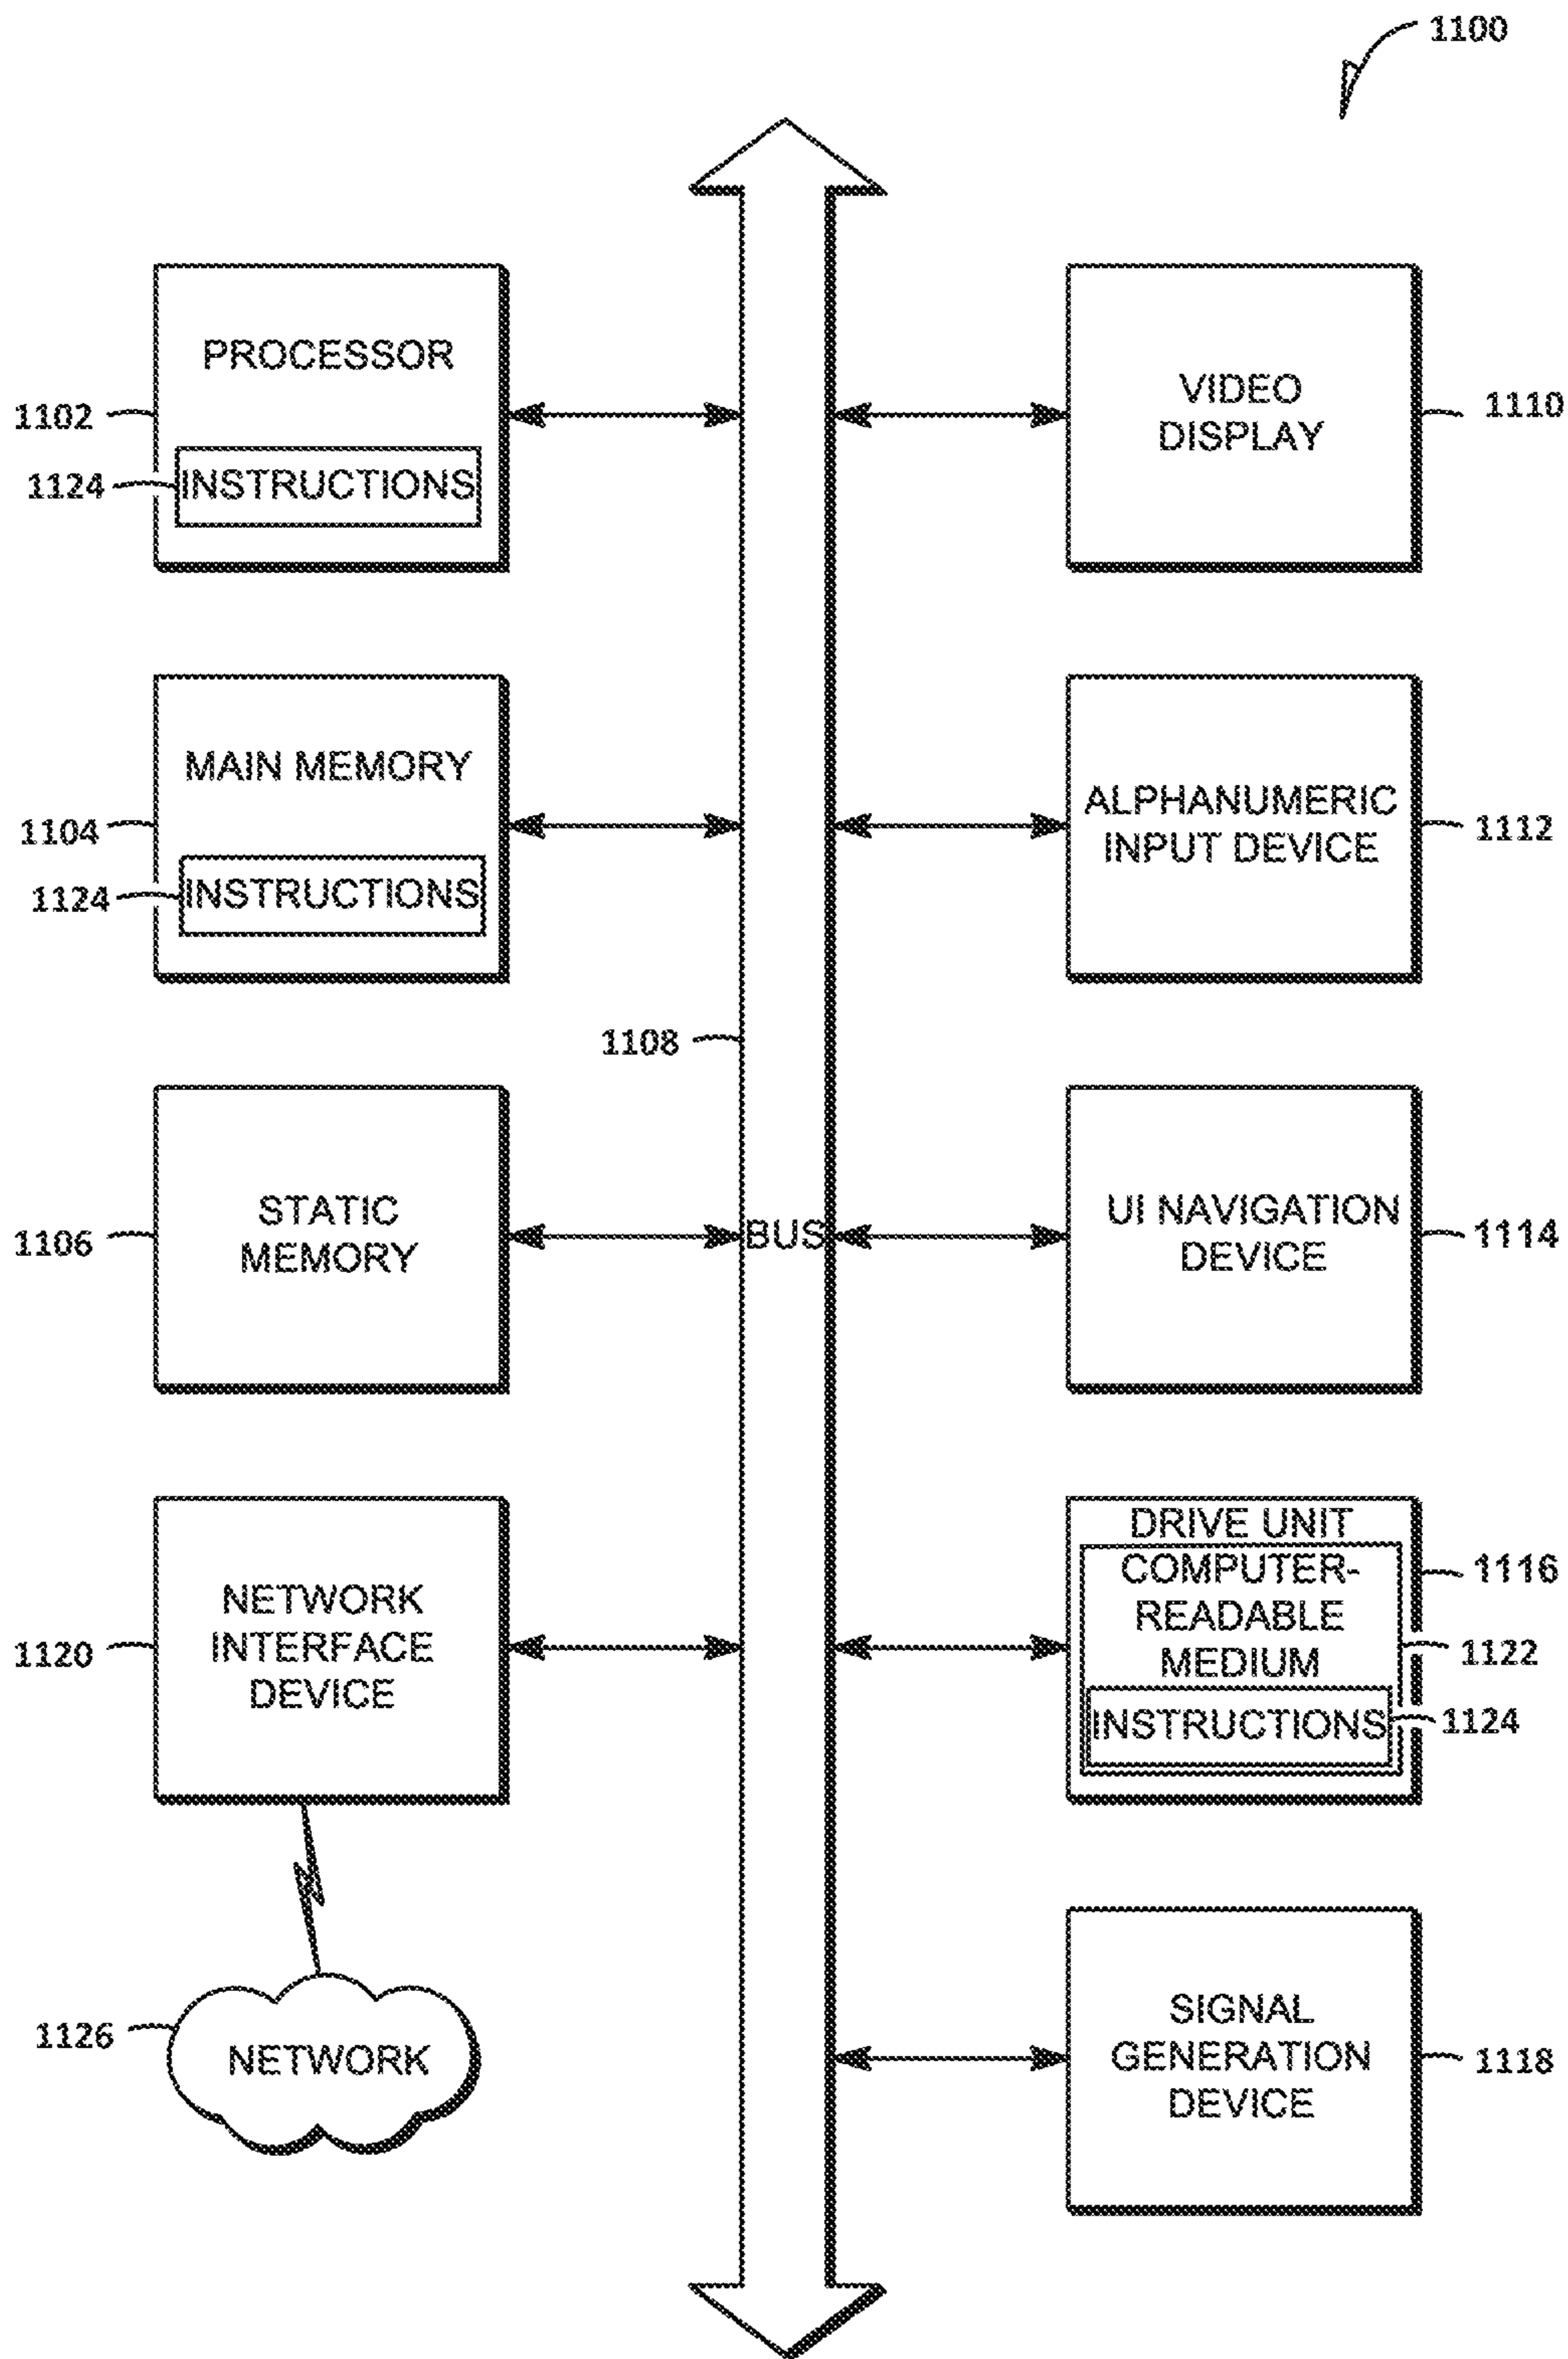 1100
PROCESSOR
1102
1124
INSTRUCTIONS
VIDEO
DISPLAY
1110
MAIN MEMORY
1104
1124
INSTRUCTIONS
ALPHANUMERIC
INPUT DEVICE
1112
1108
STATIC
MEMORY
1106
BUS
UI NAVIGATION
DEVICE
1114
NETWORK
INTERFACE
DEVICE
1120
DRIVE UNIT
COMPUTER-
READABLE
MEDIUM
INSTRUCTIONS
1116
1122
1124
1126
NETWORK
SIGNAL
GENERATION
DEVICE
1118